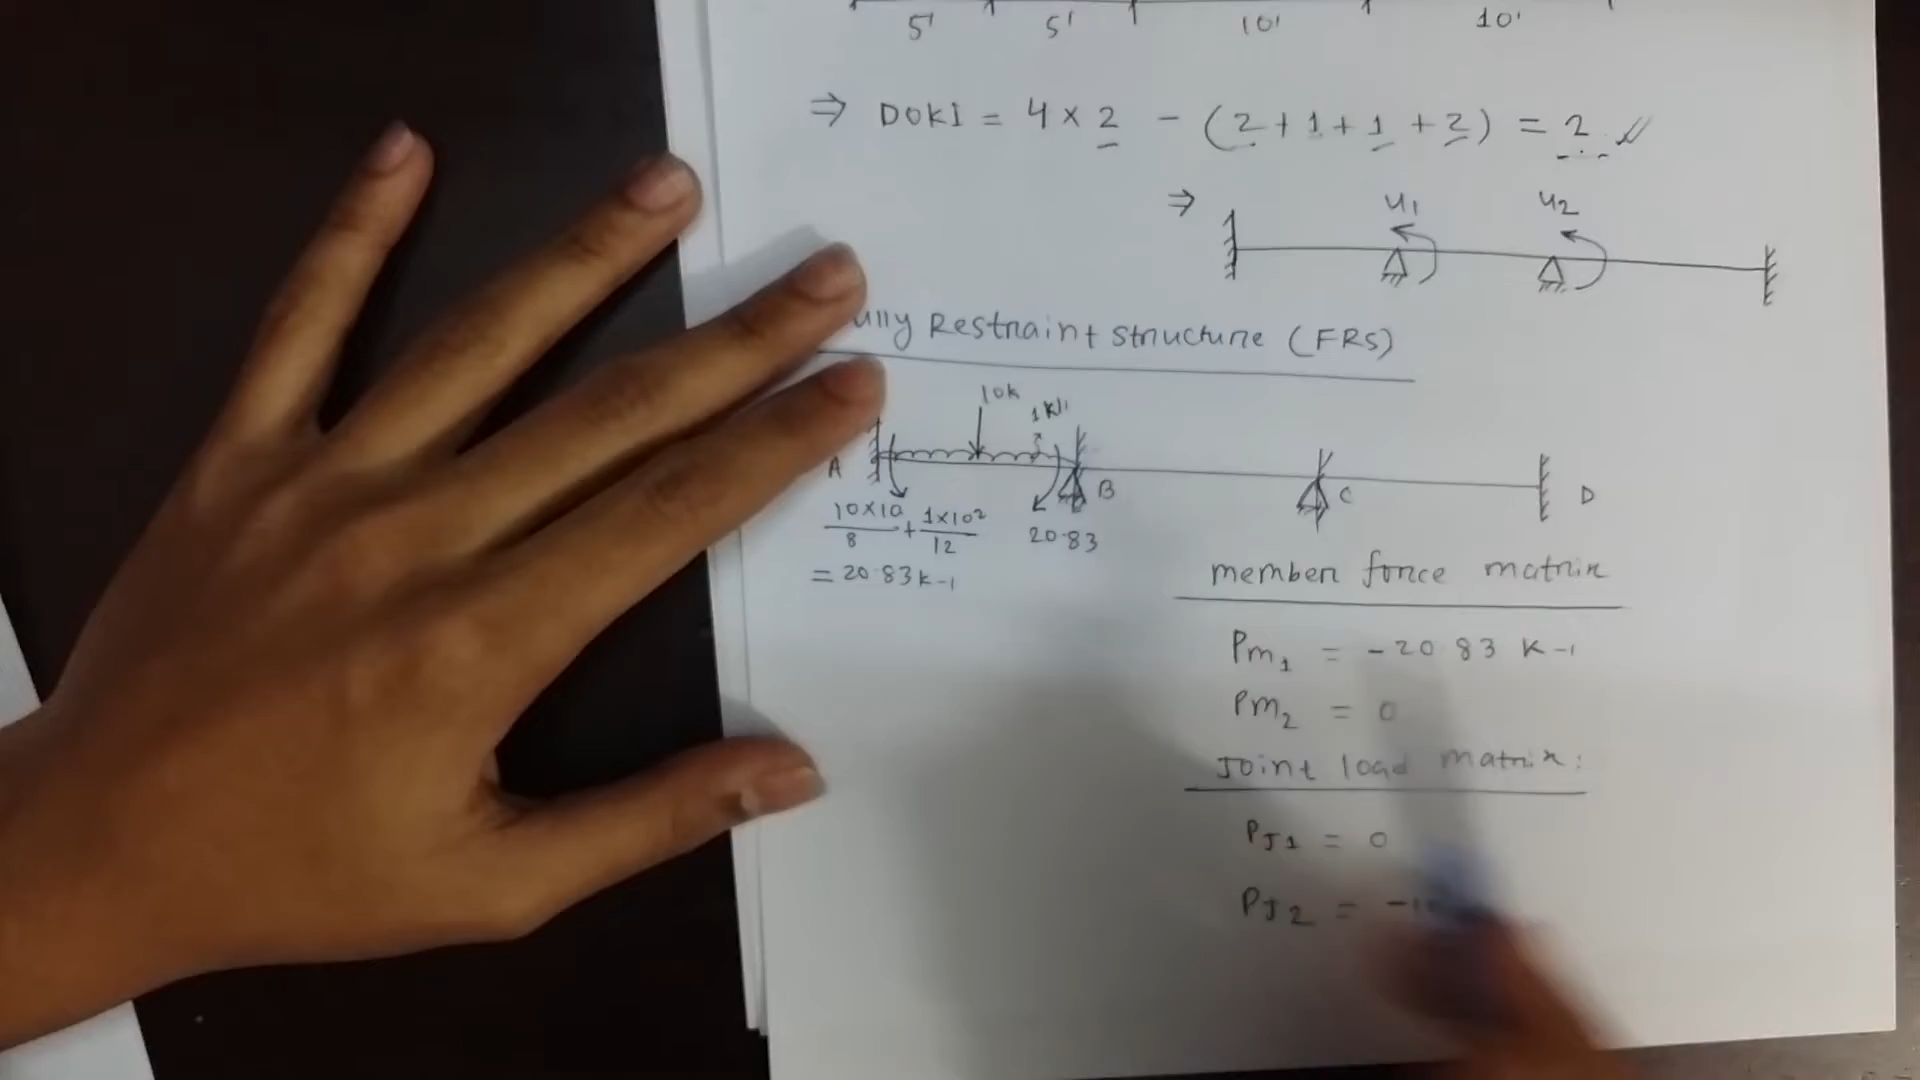 5' 5' 10' 10'
⇒ DOKI = 4 × 2 - (2+1+1+2) = 2
⇒ u1 u2
ully Restraint structure (FRS)
10k
1k/'
A B C D
10×10/8 + 1×10²/12 20.83
= 20.83 k-1
member force matrix
Pm1 = -20.83 k-1
Pm2 = 0
Joint load matrix:
PJ1 = 0
PJ2 =